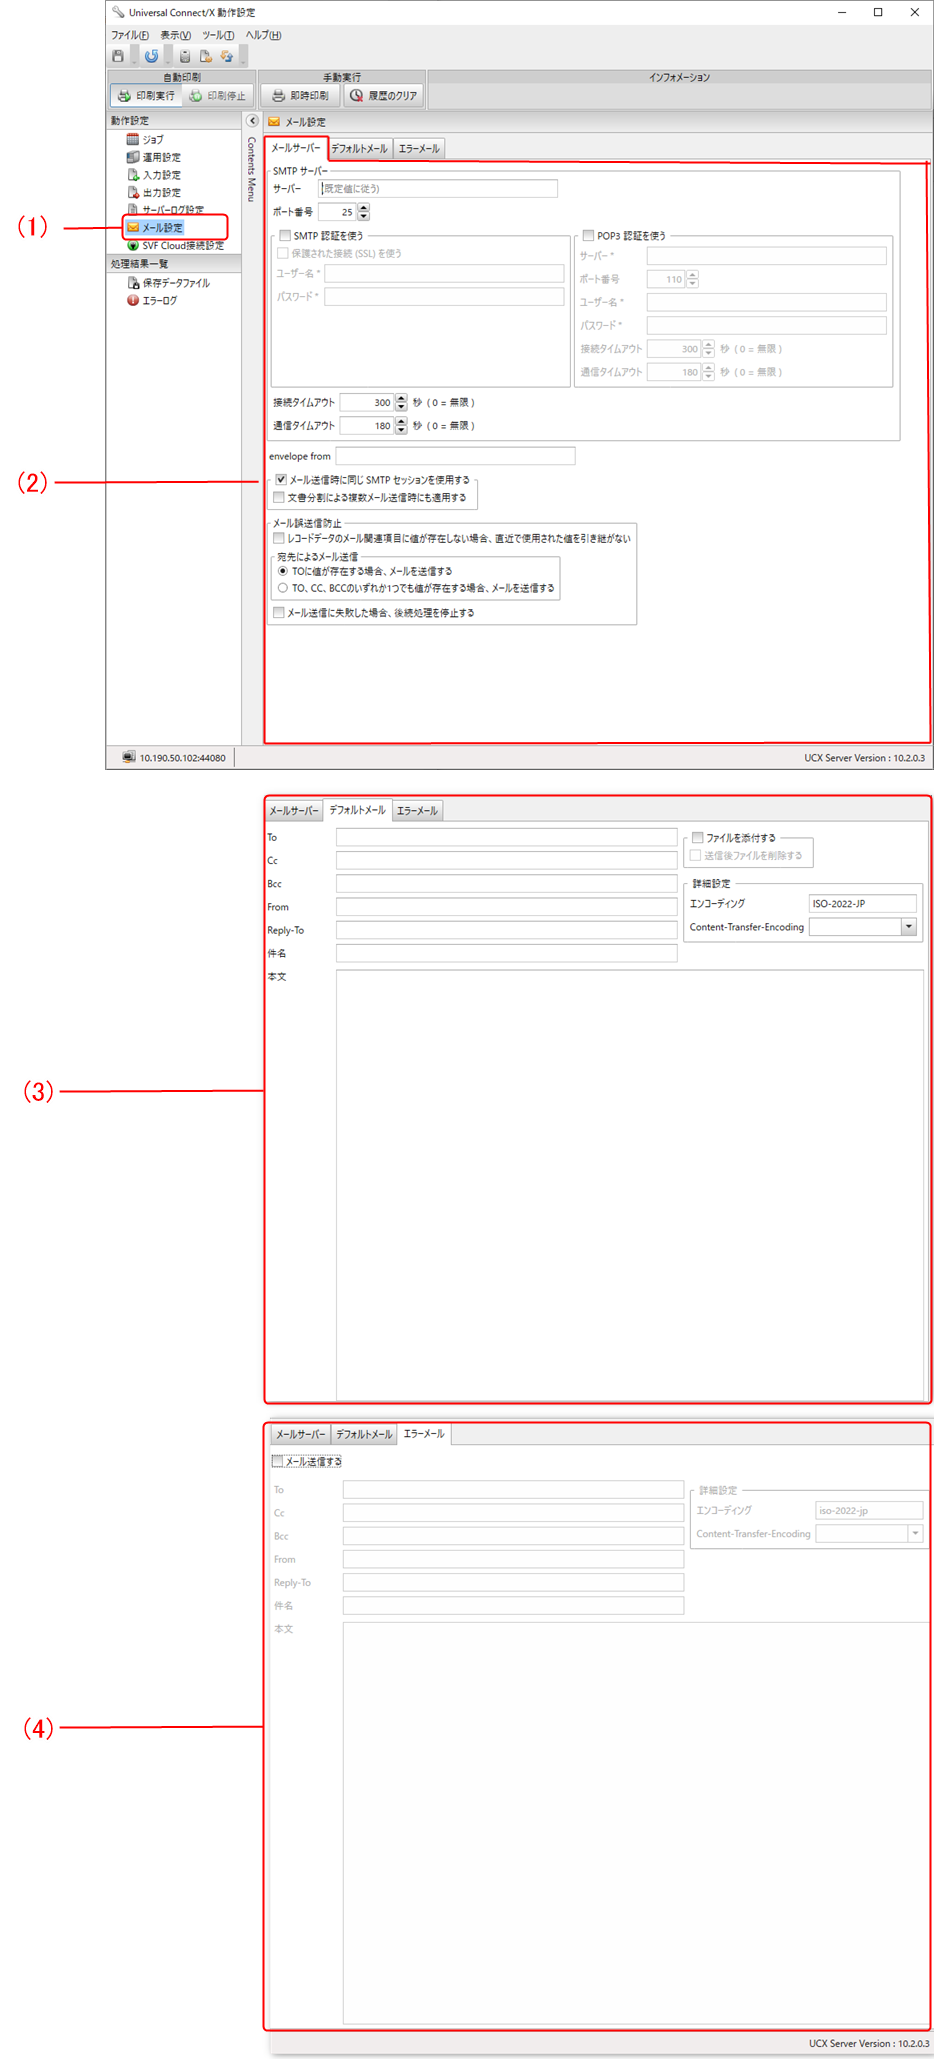 Universal Connect/X 動作設定
ファイル(F) 表示(V) ツール(T) ヘルプ(H)
自動印刷 手動実行 インフォメーション
印刷実行 印刷停止 即時印刷 履歴のクリア
動作設定
ジョブ
運用設定
入力設定
出力設定
サーバーログ設定
(1)
メール設定
SVF Cloud接続設定
処理結果一覧
保存データファイル
エラーログ
Contents Menu
メール設定
メールサーバー デフォルトメール エラーメール
SMTP サーバー
サーバー (既定値に従う)
ポート番号 25
SMTP 認証を使う
保護された接続 (SSL) を使う
ユーザー名 *
パスワード *
POP3 認証を使う
サーバー *
ポート番号 110
ユーザー名 *
パスワード *
接続タイムアウト 300 秒 ( 0 = 無限 )
通信タイムアウト 180 秒 ( 0 = 無限 )
接続タイムアウト 300 秒 ( 0 = 無限 )
通信タイムアウト 180 秒 ( 0 = 無限 )
envelope from
(2)
メール送信時に同じ SMTP セッションを使用する
文書分割による複数メール送信時にも適用する
メール誤送信防止
レコードデータのメール関連項目に値が存在しない場合、直近で使用された値を引き継がない
宛先によるメール送信
TOに値が存在する場合、メールを送信する
TO、CC、BCCのいずれか1つでも値が存在する場合、メールを送信する
メール送信に失敗した場合、後続処理を停止する
10.190.50.102:44080 UCX Server Version : 10.2.0.3
メールサーバー デフォルトメール エラーメール
To
Cc
Bcc
From
Reply-To
件名
本文
ファイルを添付する
送信後ファイルを削除する
詳細設定
エンコーディング ISO-2022-JP
Content-Transfer-Encoding
(3)
メールサーバー デフォルトメール エラーメール
メール送信する
To
Cc
Bcc
From
Reply-To
件名
本文
詳細設定
エンコーディング iso-2022-jp
Content-Transfer-Encoding
(4)
UCX Server Version : 10.2.0.3